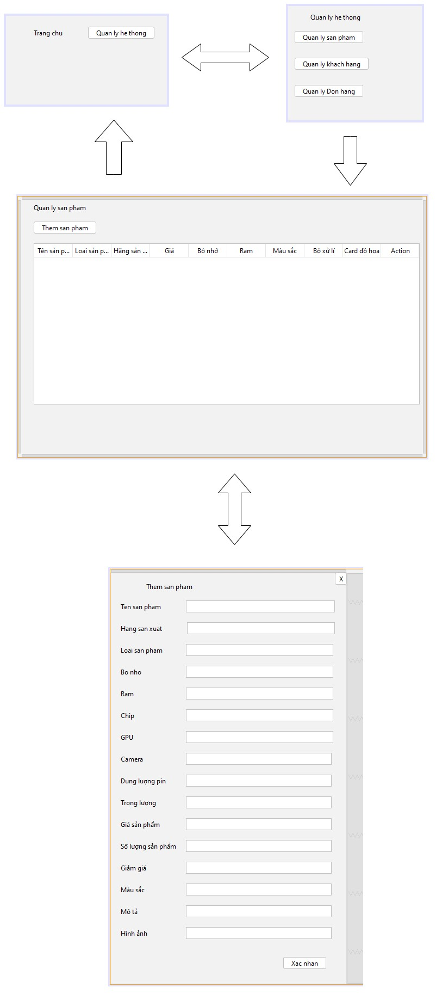 Trang chu
Quan ly he thong
Quan ly he thong
Quan ly san pham
Quan ly khach hang
Quan ly Don hang
Quan ly san pham
Them san pham
Tên sản p... Loại sản p... Hãng sản ... Giá Bộ nhớ Ram Màu sắc Bộ xử lí Card đồ họa Action
X
Them san pham
Ten san pham
Hang san xuat
Loai san pham
Bo nho
Ram
Chip
GPU
Camera
Dung lượng pin
Trọng lượng
Giá sản phẩm
Số lượng sản phẩm
Giảm giá
Màu sắc
Mô tả
Hình ảnh
Xac nhan